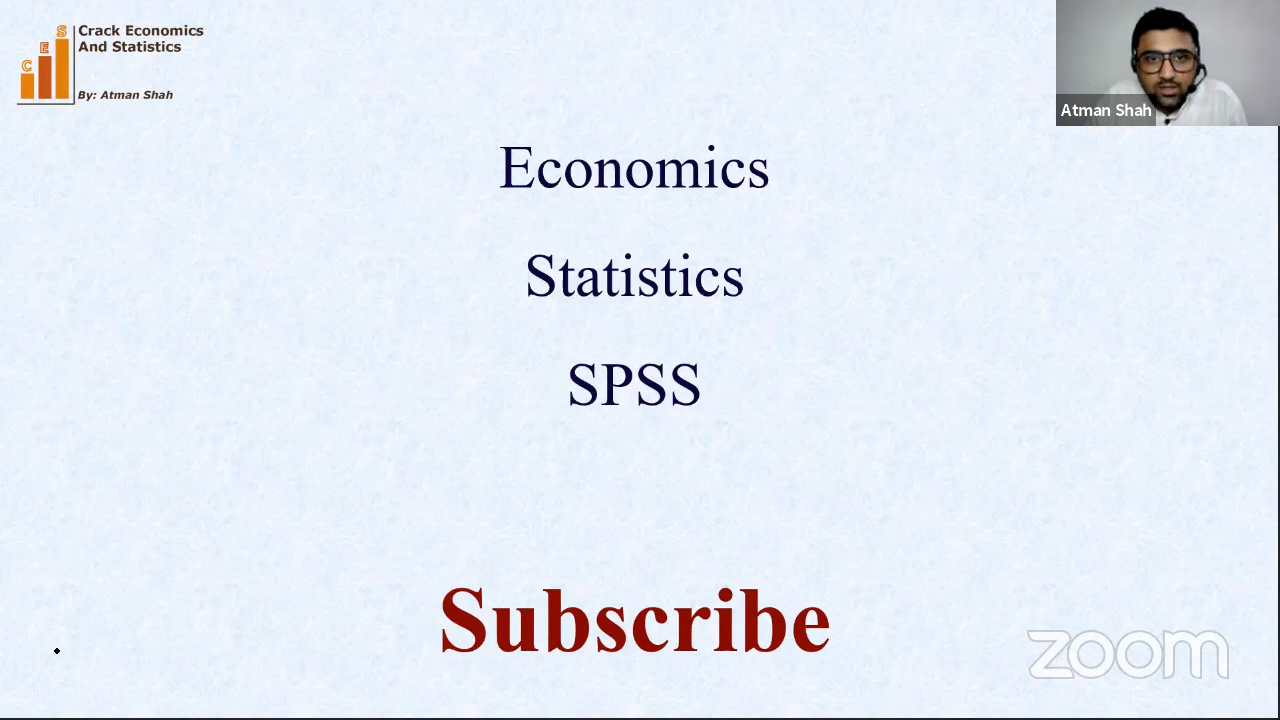 S
E
C
Crack Economics
And Statistics
By: Atman Shah
Atman Shah
Economics
Statistics
SPSS
Subscribe
zoom